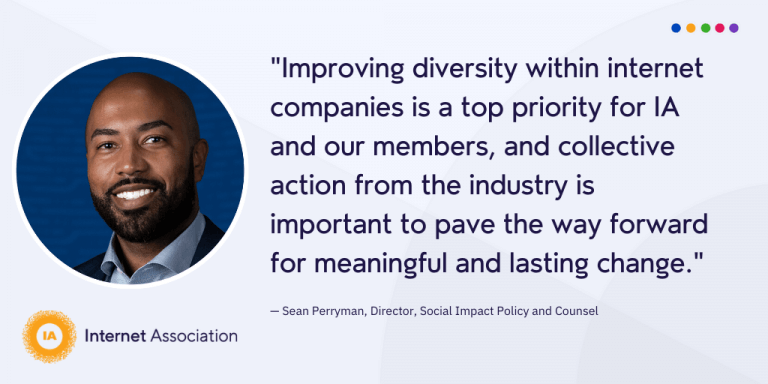 "Improving diversity within internet
companies is a top priority for IA
and our members, and collective
action from the industry is
important to pave the way forward
for meaningful and lasting change."
— Sean Perryman, Director, Social Impact Policy and Counsel
IA
Internet Association